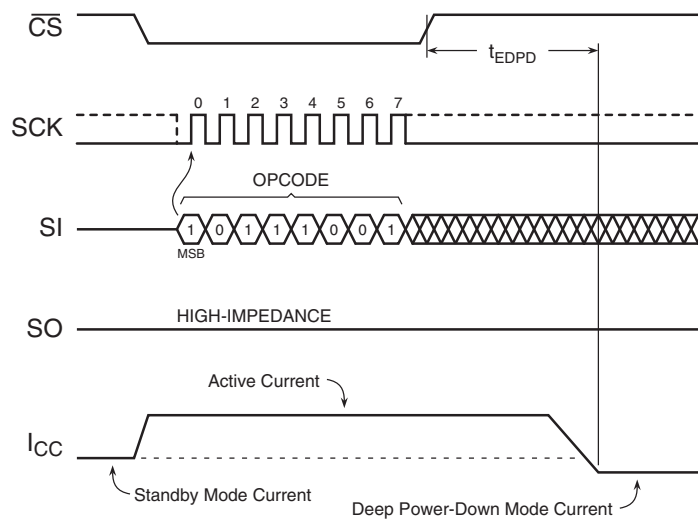 CS
tEDPD
0 1 2 3 4 5 6 7
SCK
OPCODE
SI
1 0 1 1 1 0 0 1
MSB
HIGH-IMPEDANCE
SO
Active Current
ICC
Standby Mode Current
Deep Power-Down Mode Current